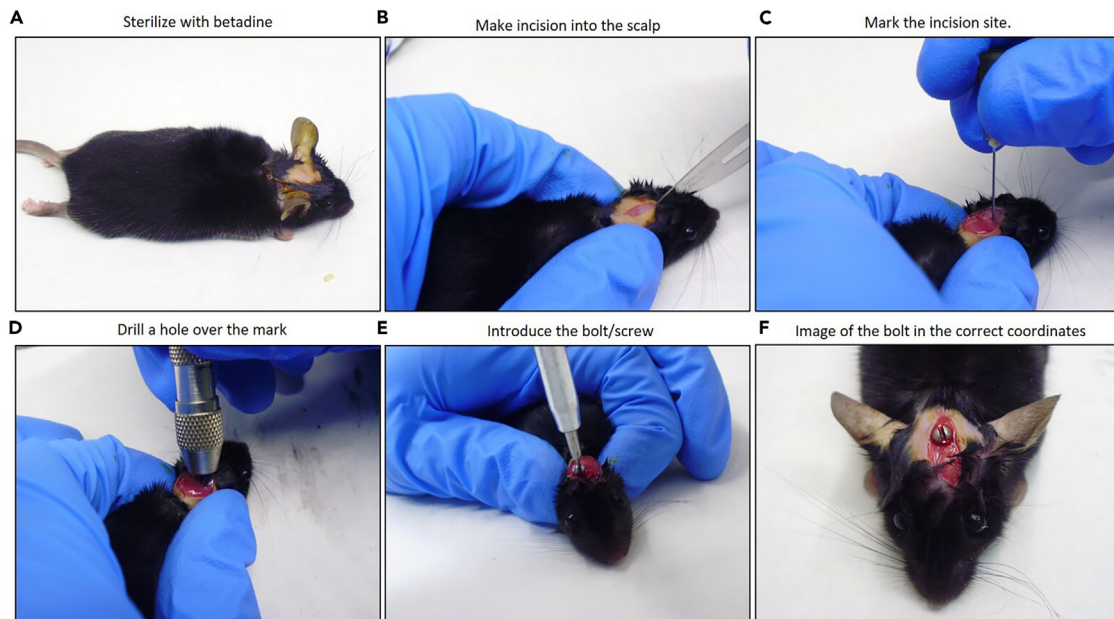 A
Sterilize with betadine
B
Make incision into the scalp
C
Mark the incision site.
D
Drill a hole over the mark
E
Introduce the bolt/screw
F
Image of the bolt in the correct coordinates